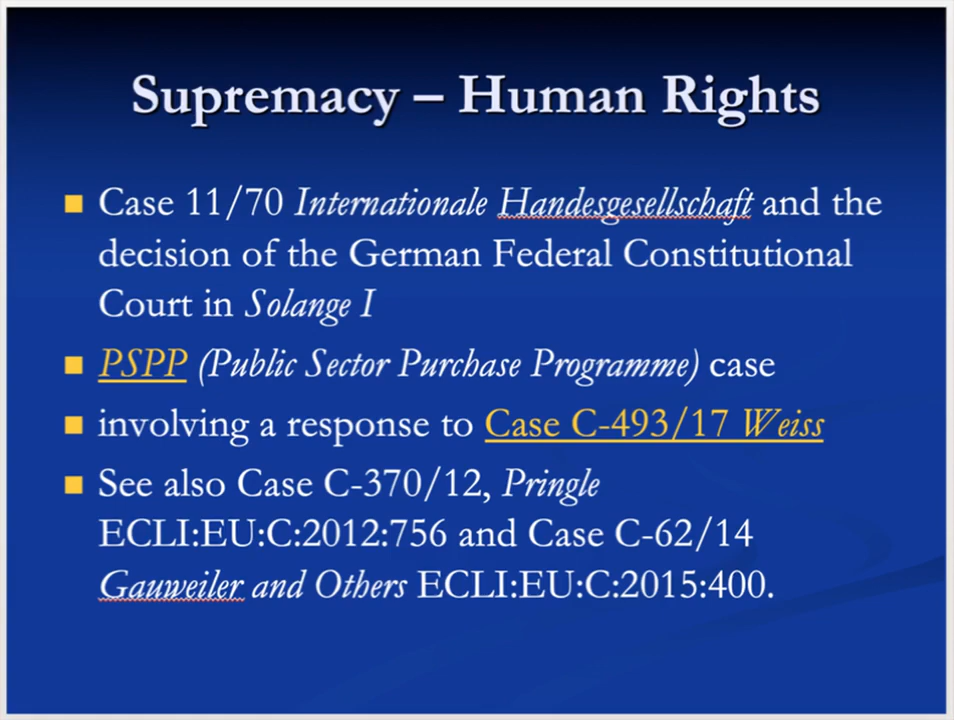 Supremacy – Human Rights
Case 11/70 Internationale Handesgesellschaft and the
decision of the German Federal Constitutional
Court in Solange I
PSPP (Public Sector Purchase Programme) case
involving a response to Case C-493/17 Weiss
See also Case C-370/12, Pringle
ECLI:EU:C:2012:756 and Case C-62/14
Gauweiler and Others ECLI:EU:C:2015:400.